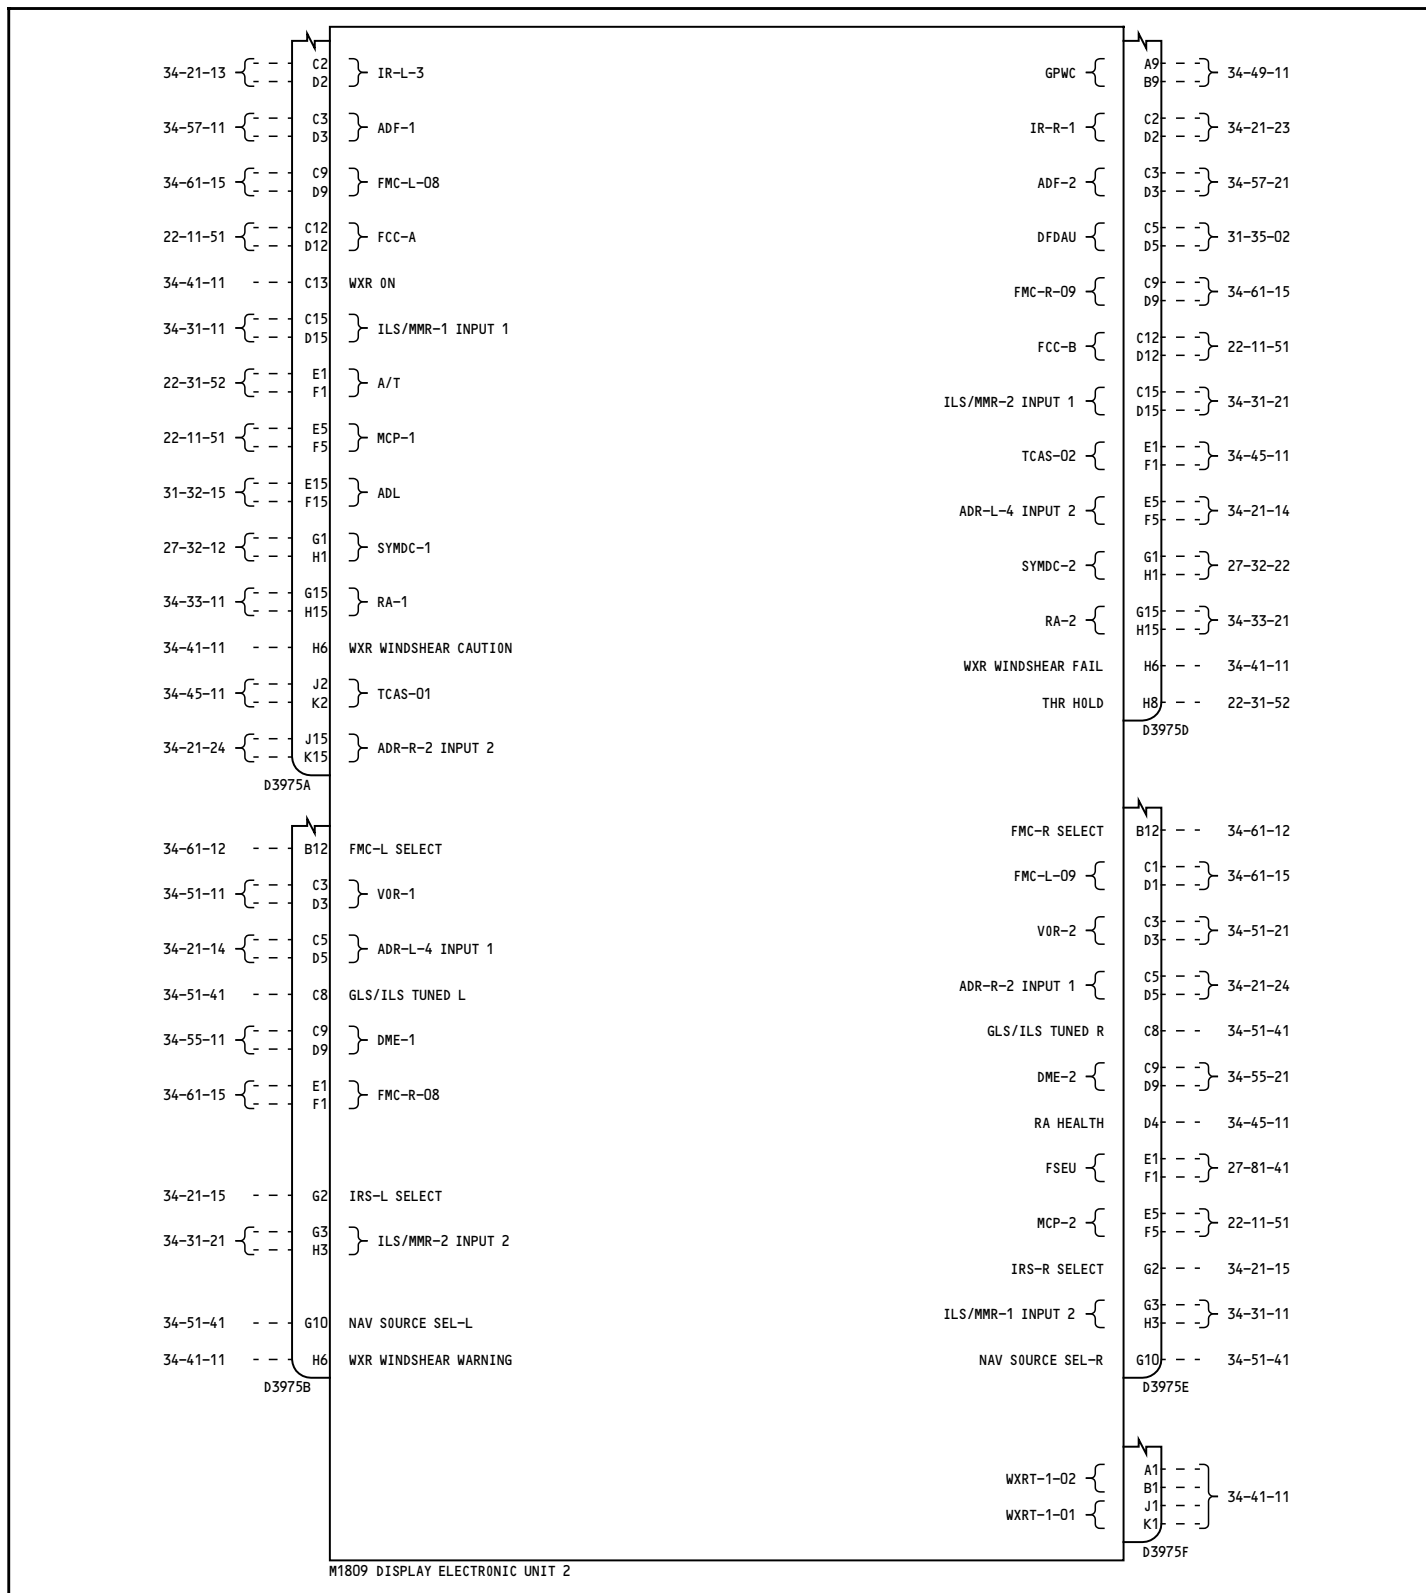 34-21-13 C2 D2 IR-L-3
34-57-11 C3 D3 ADF-1
34-61-15 C9 D9 FMC-L-08
22-11-51 C12 D12 FCC-A
34-41-11 C13 WXR ON
34-31-11 C15 D15 ILS/MMR-1 INPUT 1
22-31-52 E1 F1 A/T
22-11-51 E5 F5 MCP-1
31-32-15 E15 F15 ADL
27-32-12 G1 H1 SYMDC-1
34-33-11 G15 H15 RA-1
34-41-11 H6 WXR WINDSHEAR CAUTION
34-45-11 J2 K2 TCAS-01
34-21-24 J15 K15 ADR-R-2 INPUT 2
D3975A
34-61-12 B12 FMC-L SELECT
34-51-11 C3 D3 VOR-1
34-21-14 C5 D5 ADR-L-4 INPUT 1
34-51-41 C8 GLS/ILS TUNED L
34-55-11 C9 D9 DME-1
34-61-15 E1 F1 FMC-R-08
34-21-15 G2 IRS-L SELECT
34-31-21 G3 H3 ILS/MMR-2 INPUT 2
34-51-41 G10 NAV SOURCE SEL-L
34-41-11 H6 WXR WINDSHEAR WARNING
D3975B
GPWC A9 B9 34-49-11
IR-R-1 C2 D2 34-21-23
ADF-2 C3 D3 34-57-21
DFDAU C5 D5 31-35-02
FMC-R-09 C9 D9 34-61-15
FCC-B C12 D12 22-11-51
ILS/MMR-2 INPUT 1 C15 D15 34-31-21
TCAS-02 E1 F1 34-45-11
ADR-L-4 INPUT 2 E5 F5 34-21-14
SYMDC-2 G1 H1 27-32-22
RA-2 G15 H15 34-33-21
WXR WINDSHEAR FAIL H6 34-41-11
THR HOLD H8 22-31-52
D3975D
FMC-R SELECT B12 34-61-12
FMC-L-09 C1 D1 34-61-15
VOR-2 C3 D3 34-51-21
ADR-R-2 INPUT 1 C5 D5 34-21-24
GLS/ILS TUNED R C8 34-51-41
DME-2 C9 D9 34-55-21
RA HEALTH D4 34-45-11
FSEU E1 F1 27-81-41
MCP-2 E5 F5 22-11-51
IRS-R SELECT G2 34-21-15
ILS/MMR-1 INPUT 2 G3 H3 34-31-11
NAV SOURCE SEL-R G10 34-51-41
D3975E
WXRT-1-02 A1 B1
WXRT-1-01 J1 K1 34-41-11
D3975F
M1809 DISPLAY ELECTRONIC UNIT 2